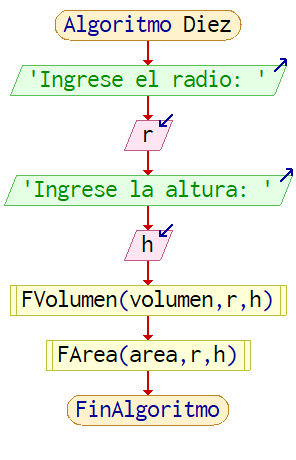 Algoritmo Diez
'Ingrese el radio: '
r
'Ingrese la altura: '
h
FVolumen(volumen,r,h)
FArea(area,r,h)
FinAlgoritmo